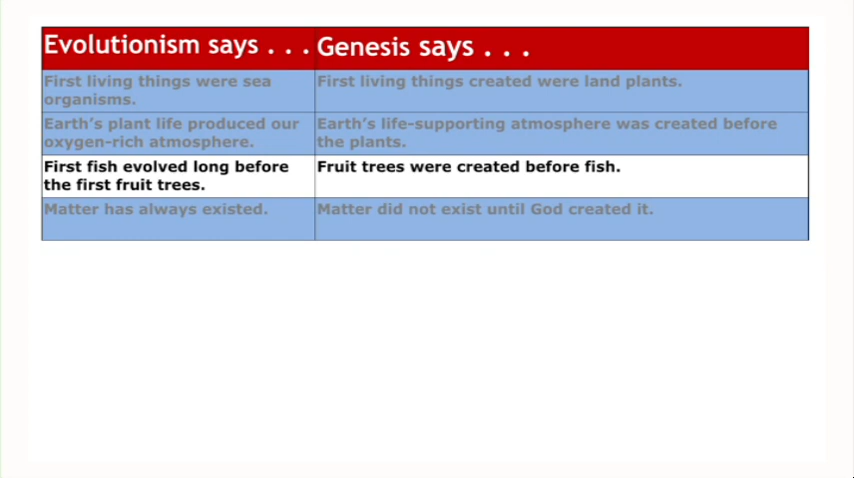 Evolutionism says . . .
Genesis says . . .
First living things were sea
organisms.
First living things created were land plants.
Earth's plant life produced our
oxygen-rich atmosphere.
Earth's life-supporting atmosphere was created before
the plants.
First fish evolved long before
the first fruit trees.
Fruit trees were created before fish.
Matter has always existed.
Matter did not exist until God created it.